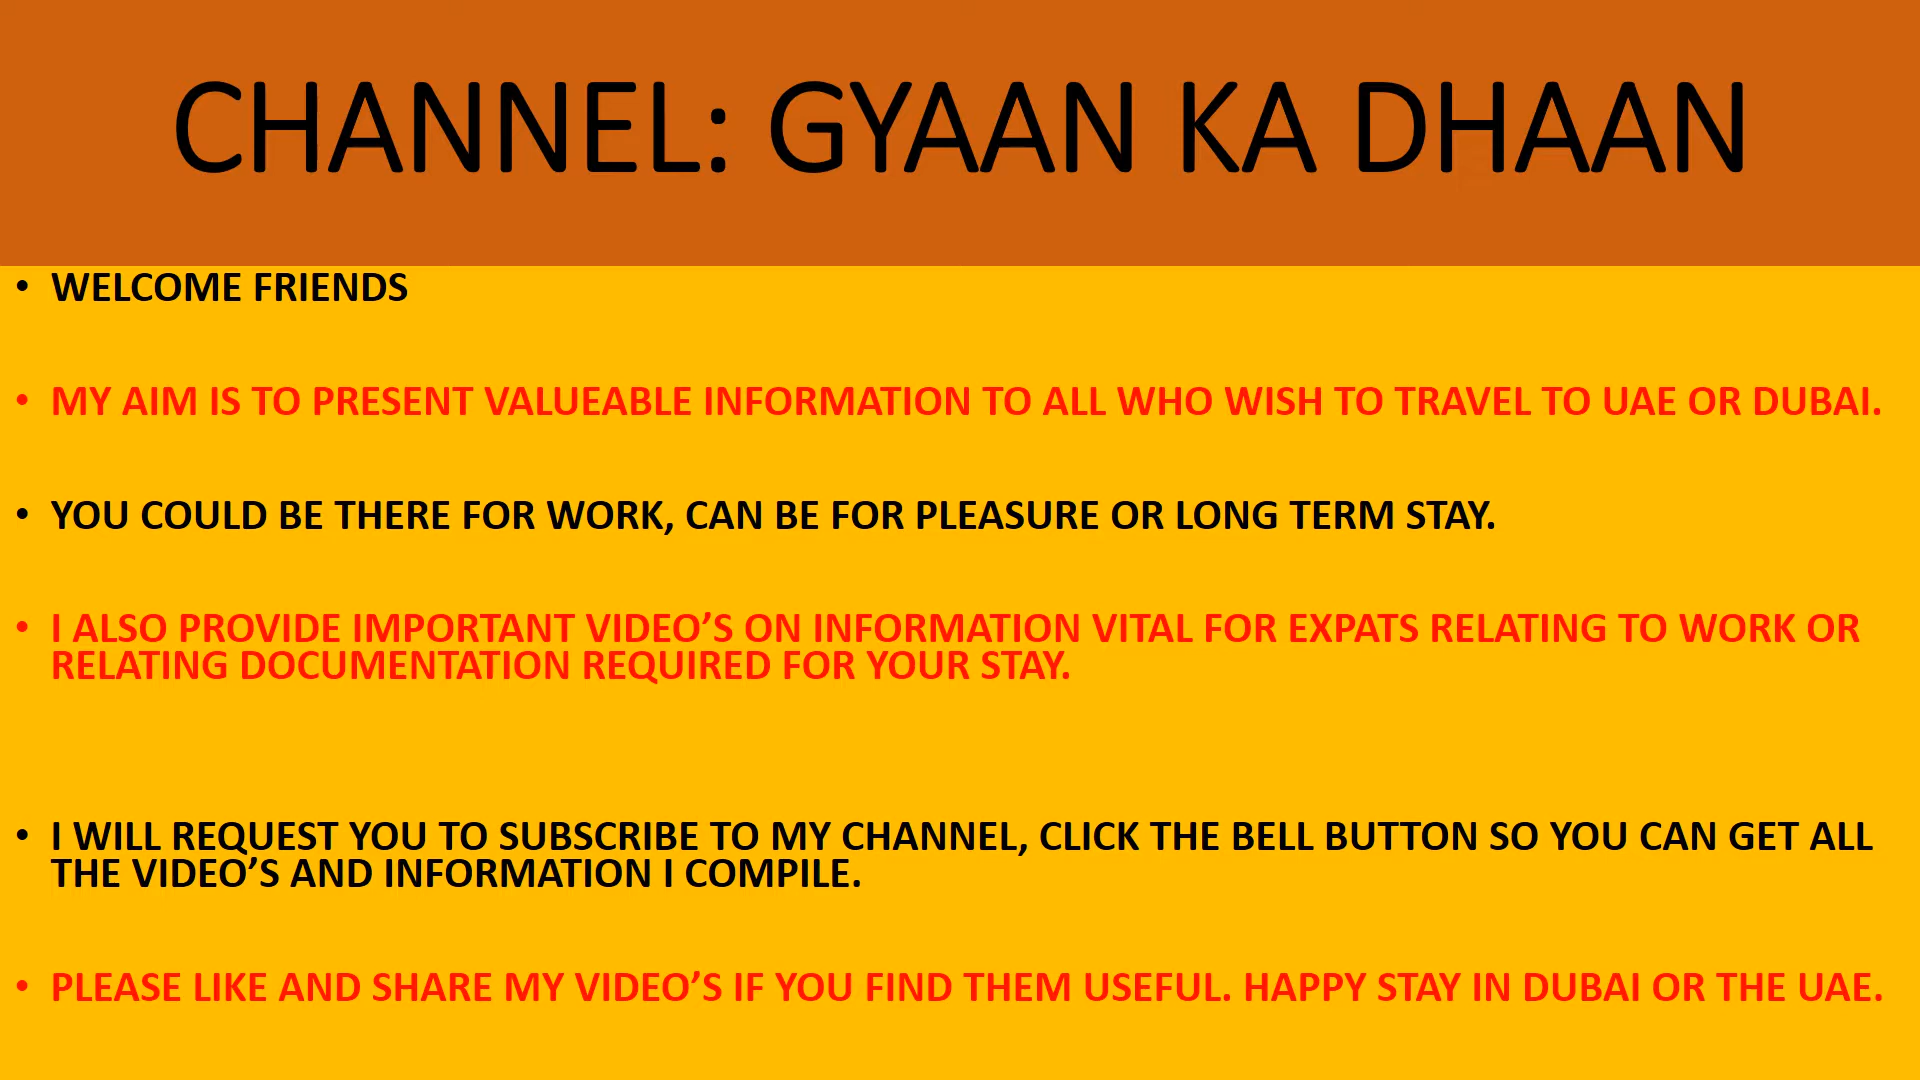 CHANNEL: GYAAN KA DHAAN
• WELCOME FRIENDS
• MY AIM IS TO PRESENT VALUEABLE INFORMATION TO ALL WHO WISH TO TRAVEL TO UAE OR DUBAI.
• YOU COULD BE THERE FOR WORK, CAN BE FOR PLEASURE OR LONG TERM STAY.
• I ALSO PROVIDE IMPORTANT VIDEO’S ON INFORMATION VITAL FOR EXPATS RELATING TO WORK OR
RELATING DOCUMENTATION REQUIRED FOR YOUR STAY.
• I WILL REQUEST YOU TO SUBSCRIBE TO MY CHANNEL, CLICK THE BELL BUTTON SO YOU CAN GET ALL
THE VIDEO’S AND INFORMATION I COMPILE.
• PLEASE LIKE AND SHARE MY VIDEO’S IF YOU FIND THEM USEFUL. HAPPY STAY IN DUBAI OR THE UAE.